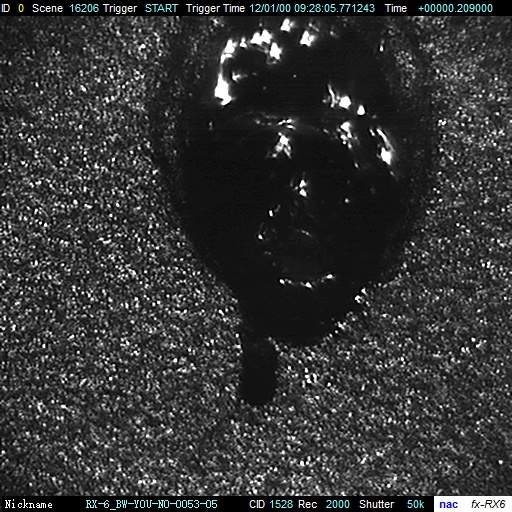 ID 0 Scene 16206 Trigger START Trigger Time 12/01/00 09:28:05.771243 Time +00000.209000
Nickname RX-6_BW-YOU-NO-0053-05 CID 1528 Rec 2000 Shutter 50k nac fx-RX6